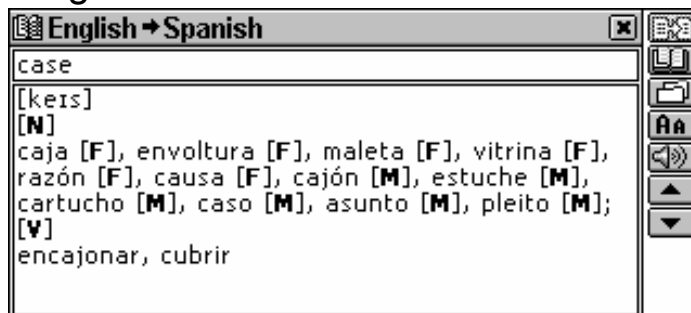 English → Spanish
case
[keɪs]
[N]
caja [F], envoltura [F], maleta [F], vitrina [F],
razón [F], causa [F], cajón [M], estuche [M],
cartucho [M], caso [M], asunto [M], pleito [M];
[V]
encajonar, cubrir
Aa